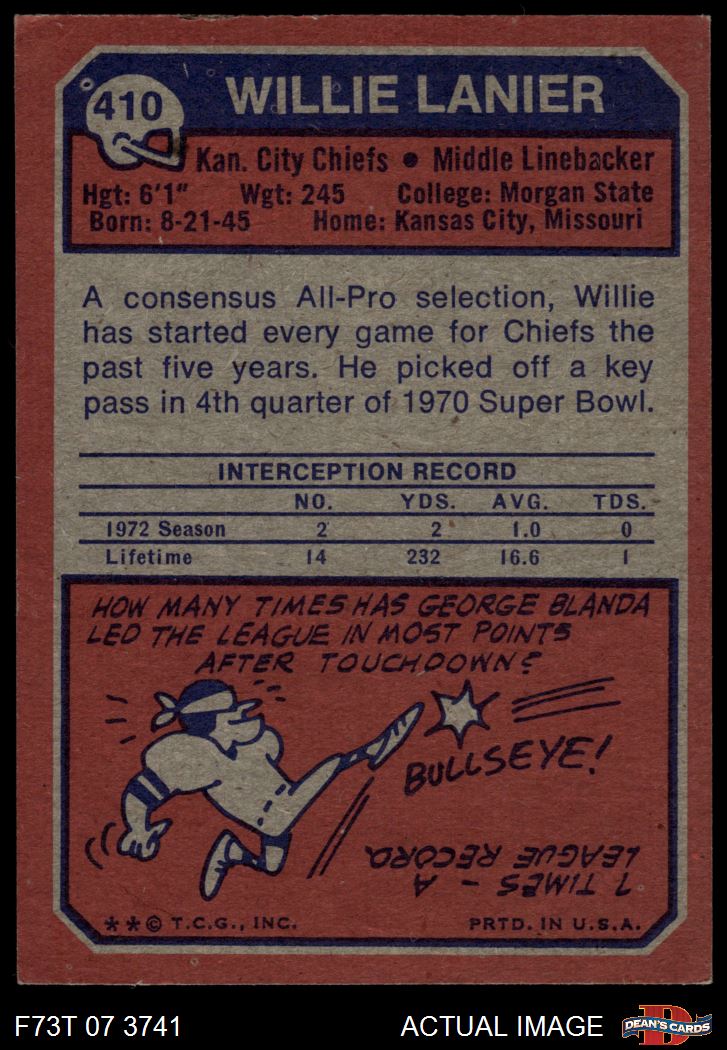 410
WILLIE LANIER
Kan. City Chiefs • Middle Linebacker
Hgt: 6'1" Wgt: 245 College: Morgan State
Born: 8-21-45 Home: Kansas City, Missouri
A consensus All-Pro selection, Willie
has started every game for Chiefs the
past five years. He picked off a key
pass in 4th quarter of 1970 Super Bowl.
INTERCEPTION RECORD
NO. YDS. AVG. TDS.
1972 Season 2 2 1.0 0
Lifetime 14 232 16.6 1
HOW MANY TIMES HAS GEORGE BLANDA
LED THE LEAGUE IN MOST POINTS
AFTER TOUCHDOWN?
BULLSEYE!
7 TIMES - A
LEAGUE RECORD.
**© T.C.G., INC. PRTD. IN U.S.A.
F73T 07 3741 ACTUAL IMAGE
D
DEAN'S CARDS